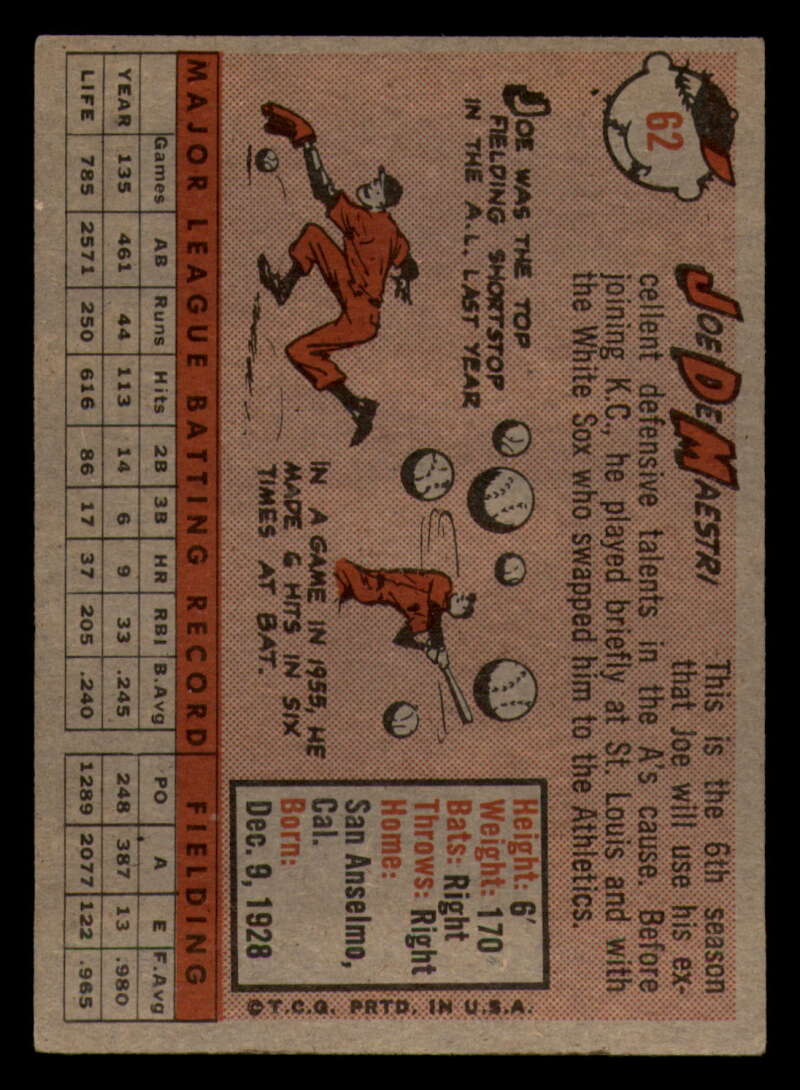 62
JOE DE MAESTRI
This is the 6th season
that Joe will use his ex-
cellent defensive talents in the A's cause. Before
joining K.C., he played briefly at St. Louis and with
the White Sox who swapped him to the Athletics.
JOE WAS THE TOP
FIELDING SHORTSTOP
IN THE A.L. LAST YEAR
IN A GAME IN 1955, HE
MADE 6 HITS IN SIX
TIMES AT BAT.
Height: 6'
Weight: 170
Bats: Right
Throws: Right
Home:
San Anselmo,
Cal.
Born:
Dec. 9, 1928
©T.C.G. PRTD. IN U.S.A.
MAJOR LEAGUE BATTING RECORD FIELDING
Games AB Runs Hits 2B 3B HR RBI B.Avg PO A E F.Avg
YEAR 135 461 44 113 14 6 9 33 .245 248 387 13 .980
LIFE 785 2571 250 616 86 17 37 205 .240 1289 2077 122 .965